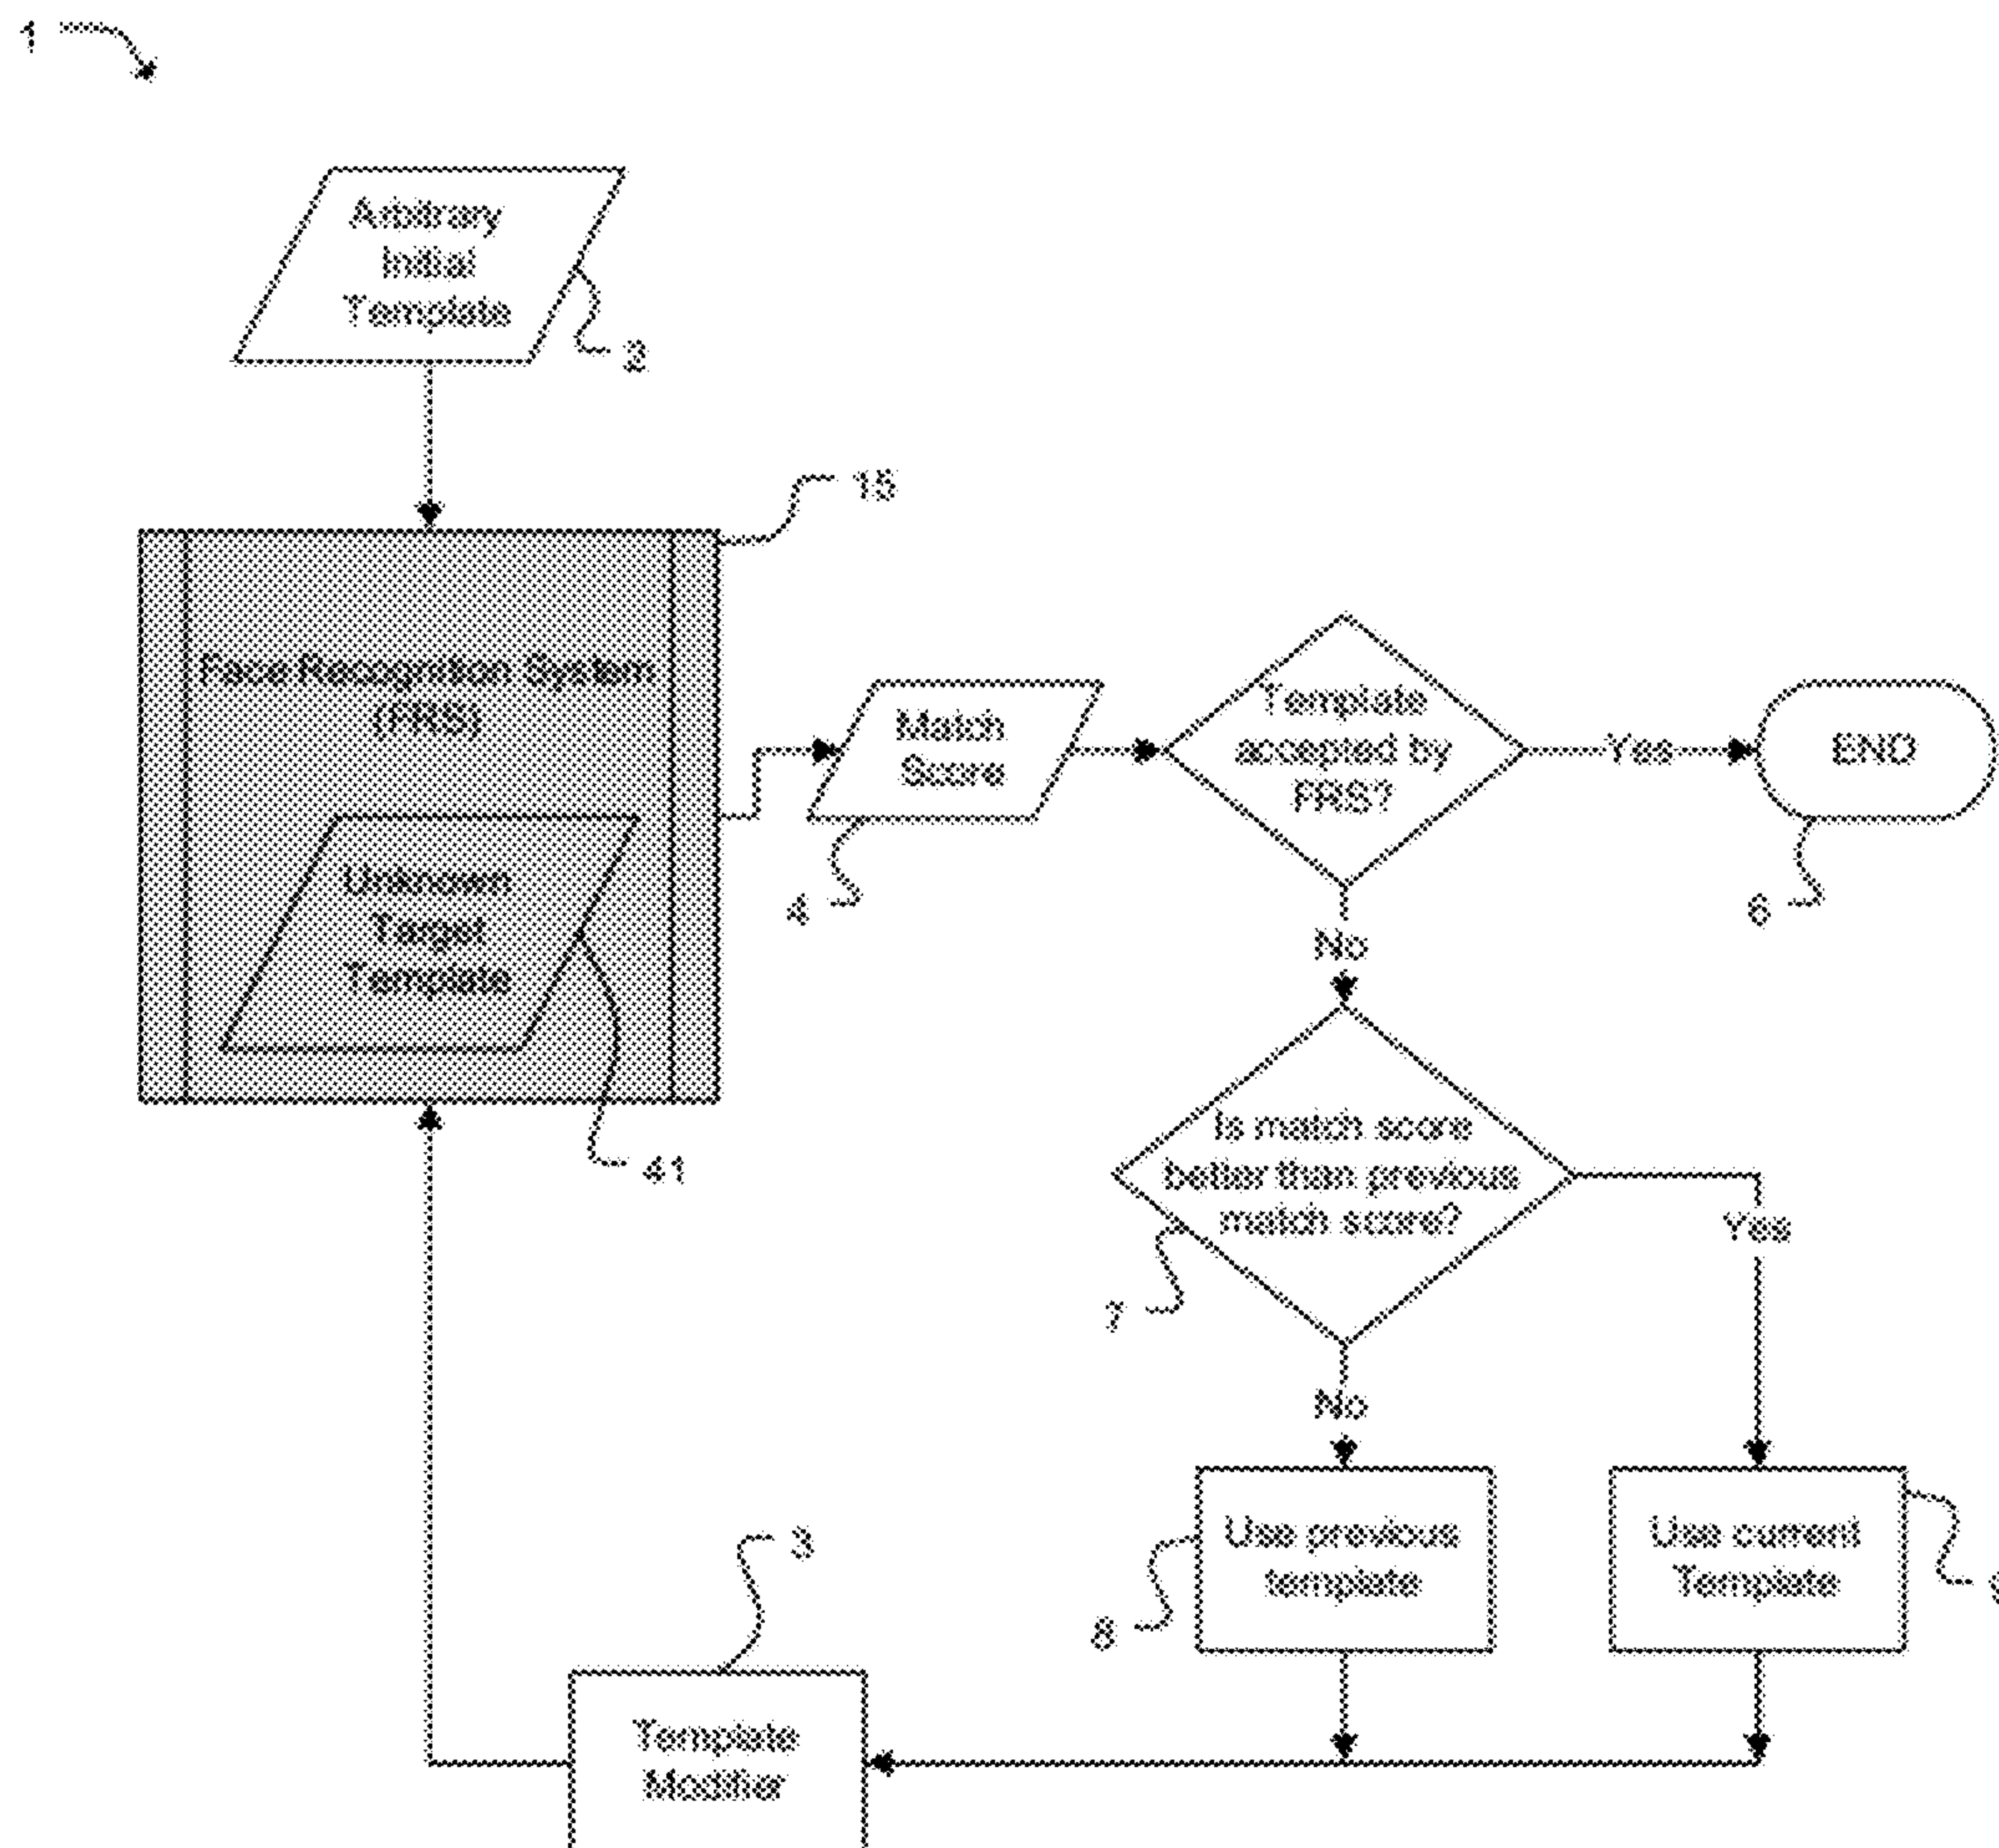 1
Arbitrary
Initial
Template
2
15
Face Recognition System
(FRS)
Unknown
Target
Template
41
Match
Score
4
Template
accepted by
FRS?
Yes
END
6
No
Is match score
better than previous
match score?
7
Yes
No
Use previous
template
8
Use current
Template
3
Template
Modifier